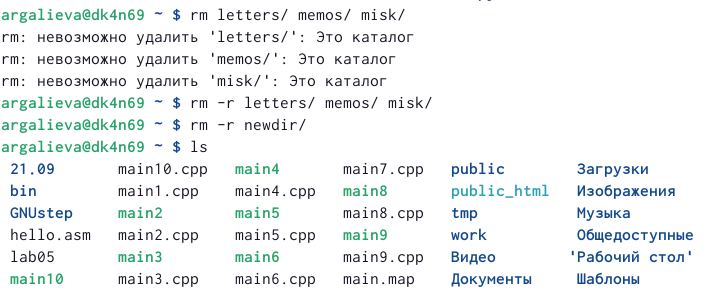 argalieva@dk4n69 ~ $ rm letters/ memos/ misk/
rm: невозможно удалить 'letters/': Это каталог
rm: невозможно удалить 'memos/': Это каталог
rm: невозможно удалить 'misk/': Это каталог
argalieva@dk4n69 ~ $ rm -r letters/ memos/ misk/
argalieva@dk4n69 ~ $ rm -r newdir/
argalieva@dk4n69 ~ $ ls
21.09 main10.cpp main4 main7.cpp public Загрузки
bin main1.cpp main4.cpp main8 public_html Изображения
GNUstep main2 main5 main8.cpp tmp Музыка
hello.asm main2.cpp main5.cpp main9 work Общедоступные
lab05 main3 main6 main9.cpp Видео 'Рабочий стол'
main10 main3.cpp main6.cpp main.map Документы Шаблоны